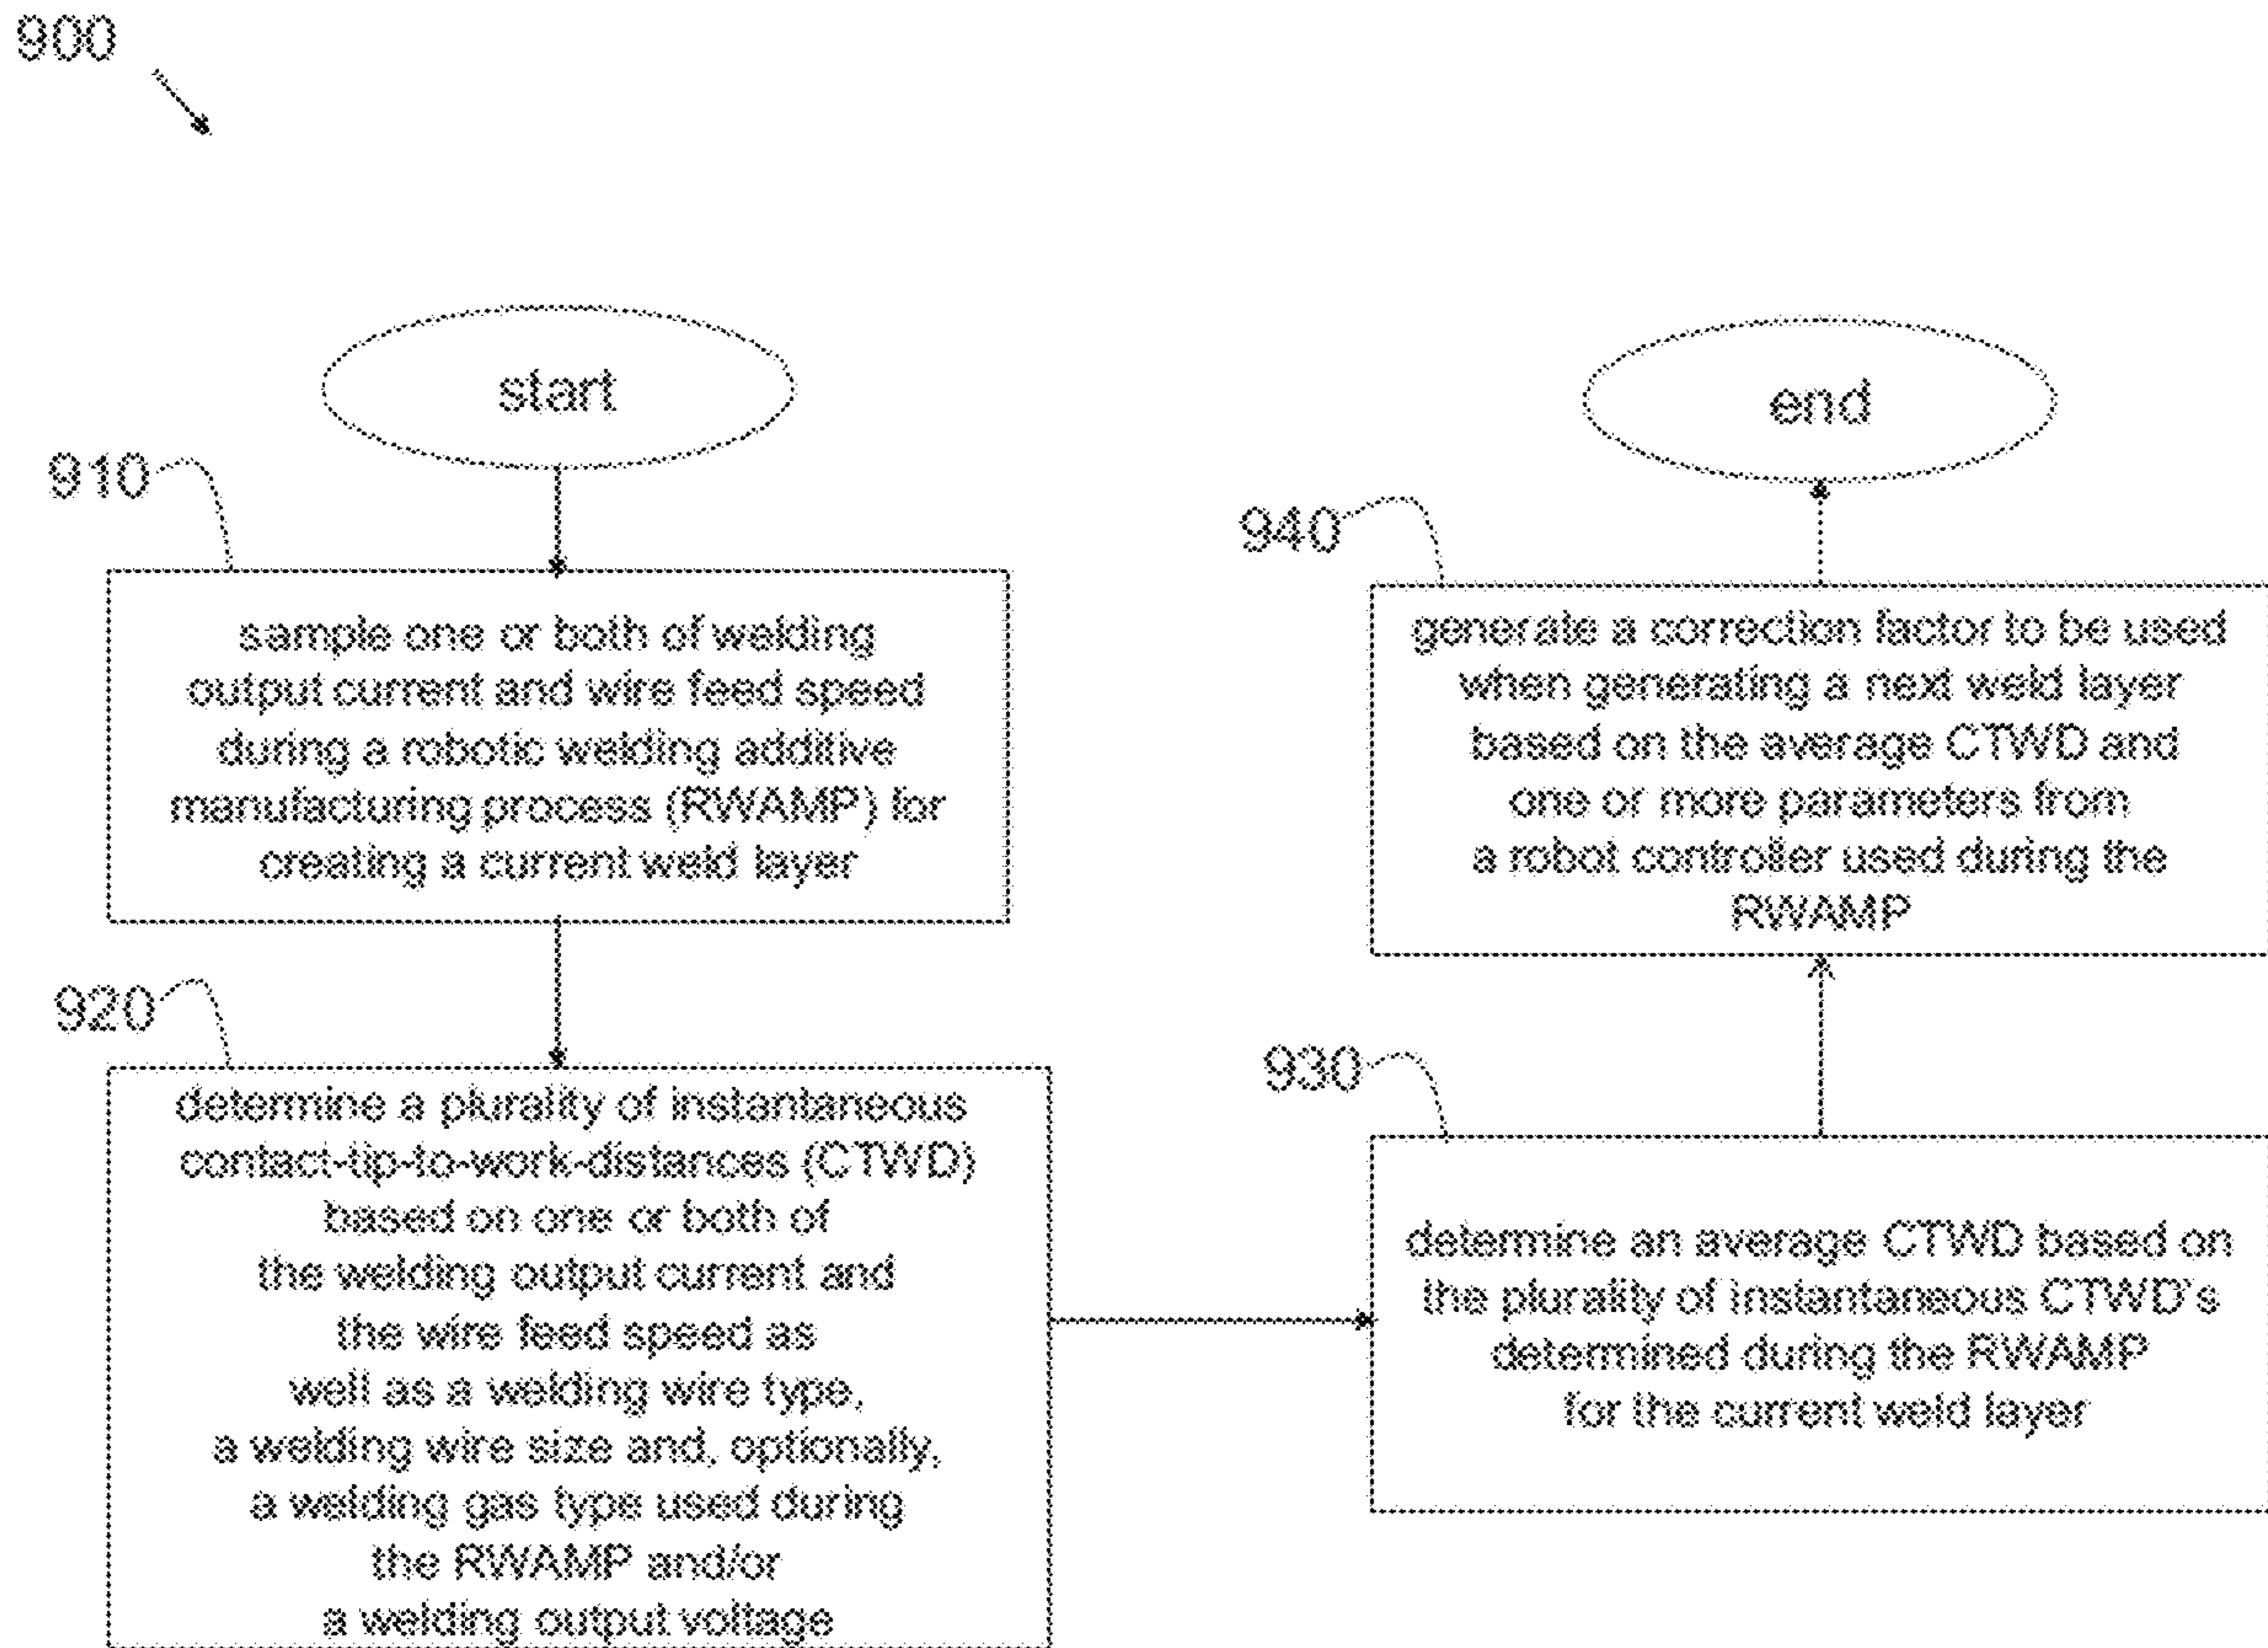 900
start
910
sample one or both of welding
output current and wire feed speed
during a robotic welding additive
manufacturing process (RWAMP) for
creating a current weld layer
920
determine a plurality of instantaneous
contact-tip-to-work-distances (CTWD)
based on one or both of
the welding output current and
the wire feed speed as
well as a welding wire type,
a welding wire size and, optionally,
a welding gas type used during
the RWAMP and/or
a welding output voltage
930
determine an average CTWD based on
the plurality of instantaneous CTWD's
determined during the RWAMP
for the current weld layer
940
generate a correction factor to be used
when generating a next weld layer
based on the average CTWD and
one or more parameters from
a robot controller used during the
RWAMP
end